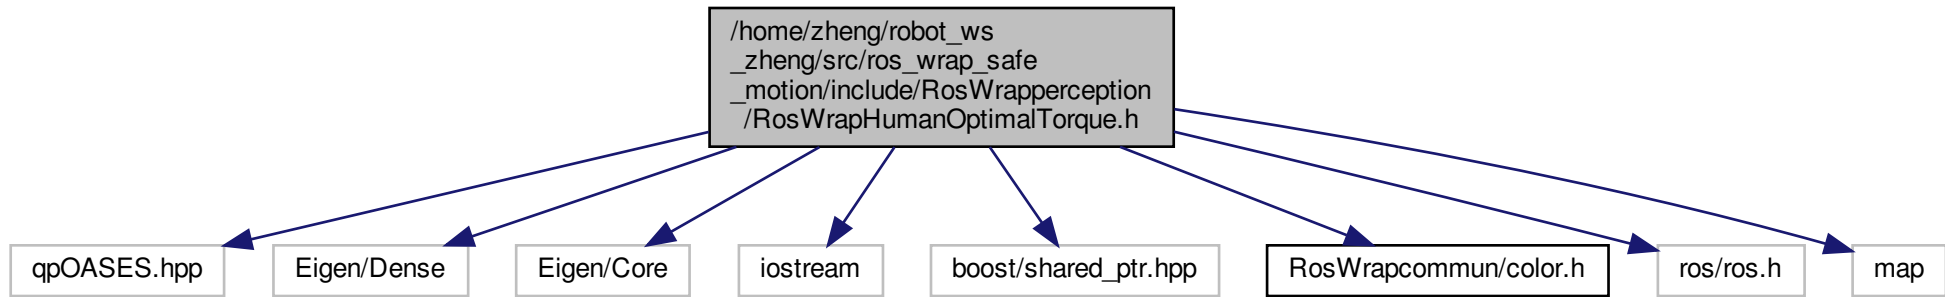 /home/zheng/robot_ws
_zheng/src/ros_wrap_safe
_motion/include/RosWrapperception
/RosWrapHumanOptimalTorque.h
qpOASES.hpp
Eigen/Dense
Eigen/Core
iostream
boost/shared_ptr.hpp
RosWrapcommun/color.h
ros/ros.h
map